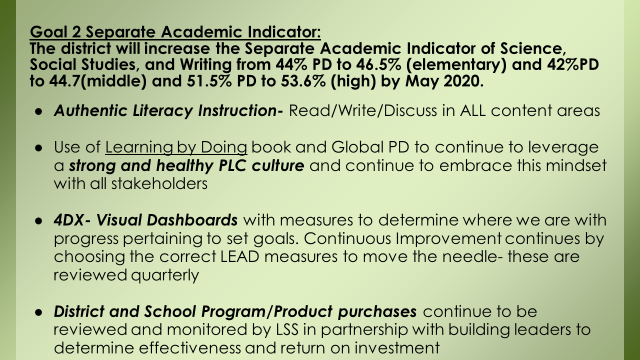 Goal 2 Separate Academic Indicator:
The district will increase the Separate Academic Indicator of Science,
Social Studies, and Writing from 44% PD to 46.5% (elementary) and 42%PD
to 44.7(middle) and 51.5% PD to 53.6% (high) by May 2020.
● Authentic Literacy Instruction- Read/Write/Discuss in ALL content areas
● Use of Learning by Doing book and Global PD to continue to leverage
a strong and healthy PLC culture and continue to embrace this mindset
with all stakeholders
● 4DX- Visual Dashboards with measures to determine where we are with
progress pertaining to set goals. Continuous Improvement continues by
choosing the correct LEAD measures to move the needle- these are
reviewed quarterly
● District and School Program/Product purchases continue to be
reviewed and monitored by LSS in partnership with building leaders to
determine effectiveness and return on investment